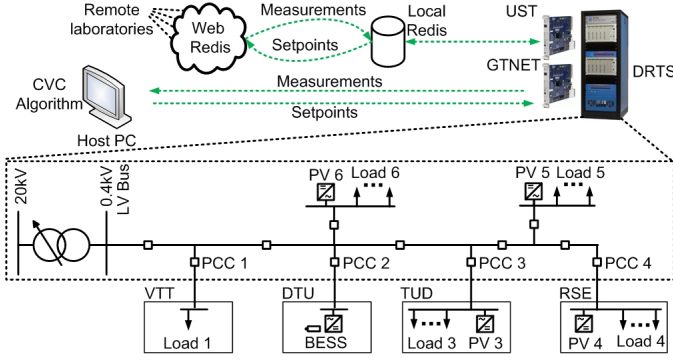 Remote
laboratories
Web
Redis
Measurements
Setpoints
Local
Redis
UST
GTNET
DRTS
CVC
Algorithm
Host PC
Measurements
Setpoints
20kV
0.4kV
LV Bus
PV 6
Load 6
PV 5
Load 5
PCC 1
PCC 2
PCC 3
PCC 4
VTT
Load 1
DTU
BESS
TUD
Load 3
PV 3
RSE
PV 4
Load 4